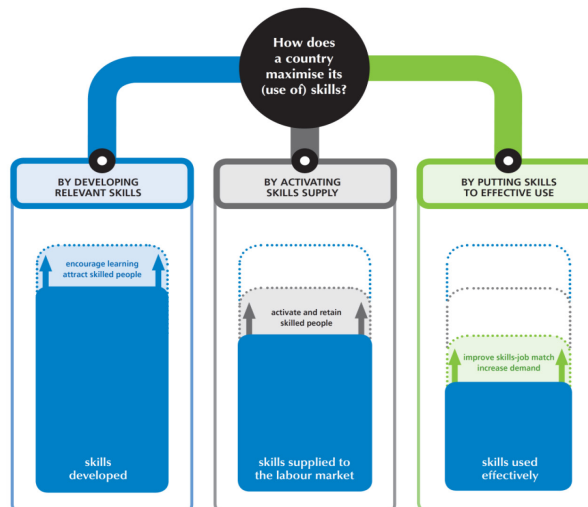 How does
a country
maximise its
(use of) skills?
BY DEVELOPING
RELEVANT SKILLS
encourage learning
attract skilled people
skills
developed
BY ACTIVATING
SKILLS SUPPLY
activate and retain
skilled people
skills supplied to
the labour market
BY PUTTING SKILLS
TO EFFECTIVE USE
improve skills-job match
increase demand
skills used
effectively